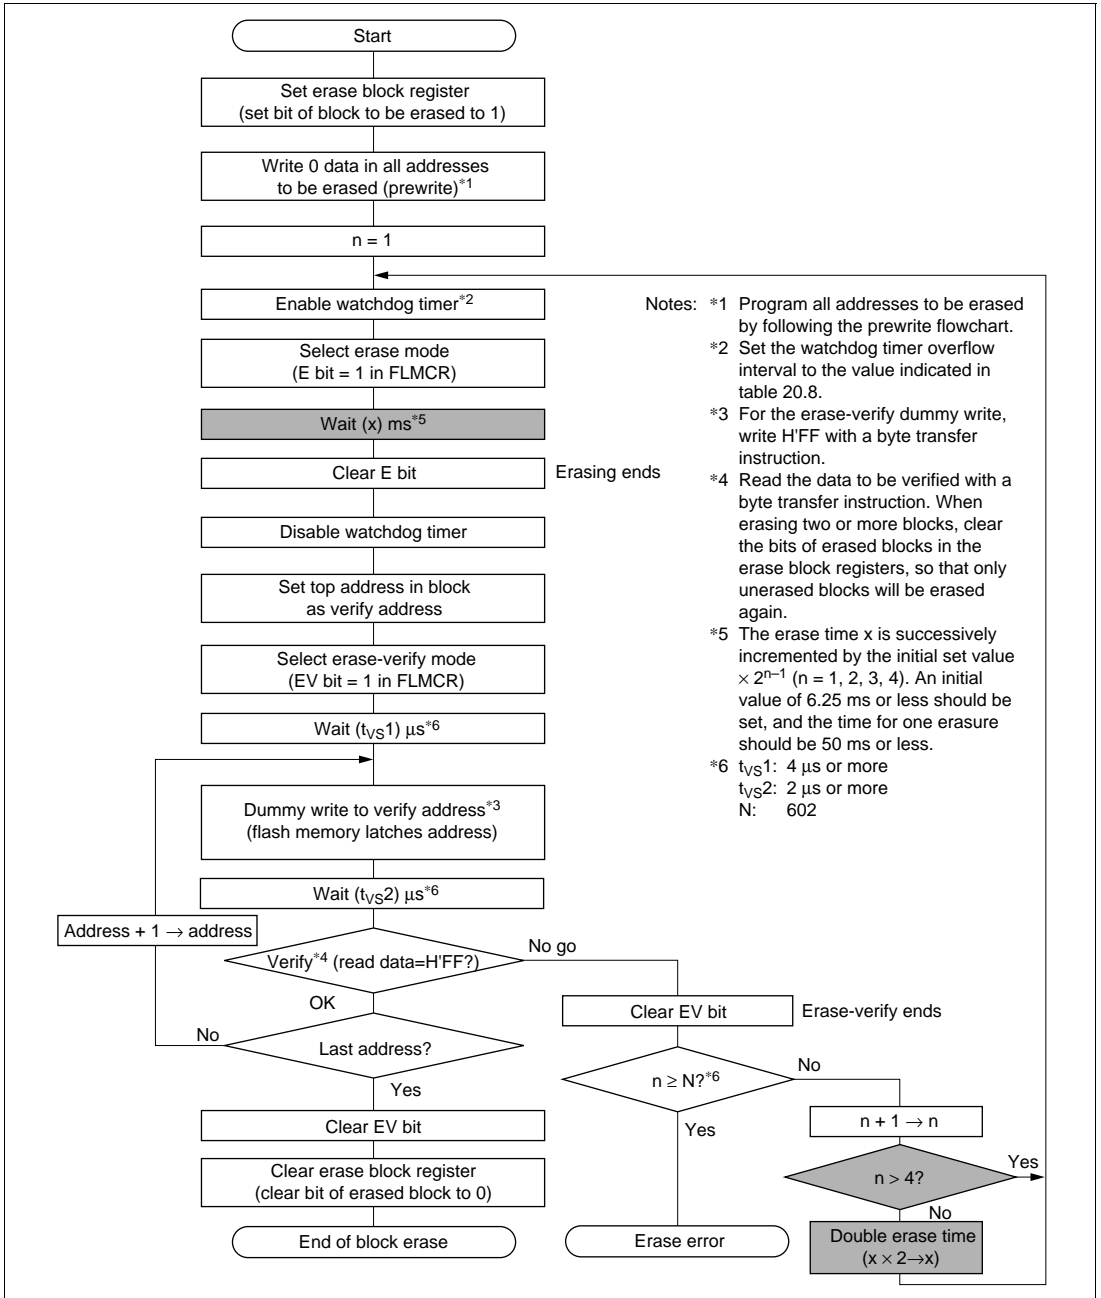 Start
Set erase block register
(set bit of block to be erased to 1)
Write 0 data in all addresses
to be erased (prewrite)*1
n = 1
Enable watchdog timer*2
Select erase mode
(E bit = 1 in FLMCR)
Wait (x) ms*5
Clear E bit
Erasing ends
Disable watchdog timer
Set top address in block
as verify address
Select erase-verify mode
(EV bit = 1 in FLMCR)
Wait (tVS1) μs*6
Dummy write to verify address*3
(flash memory latches address)
Wait (tVS2) μs*6
Address + 1 → address
Verify*4 (read data=H'FF?)
No go
OK
Last address?
No
Yes
Clear EV bit
Clear erase block register
(clear bit of erased block to 0)
End of block erase
Clear EV bit
Erase-verify ends
n ≥ N?*6
No
Yes
Erase error
n + 1 → n
n > 4?
Yes
No
Double erase time
(x × 2→x)
Notes: *1 Program all addresses to be erased
by following the prewrite flowchart.
*2 Set the watchdog timer overflow
interval to the value indicated in
table 20.8.
*3 For the erase-verify dummy write,
write H'FF with a byte transfer
instruction.
*4 Read the data to be verified with a
byte transfer instruction. When
erasing two or more blocks, clear
the bits of erased blocks in the
erase block registers, so that only
unerased blocks will be erased
again.
*5 The erase time x is successively
incremented by the initial set value
× 2n–1 (n = 1, 2, 3, 4). An initial
value of 6.25 ms or less should be
set, and the time for one erasure
should be 50 ms or less.
*6 tVS1: 4 μs or more
tVS2: 2 μs or more
N: 602